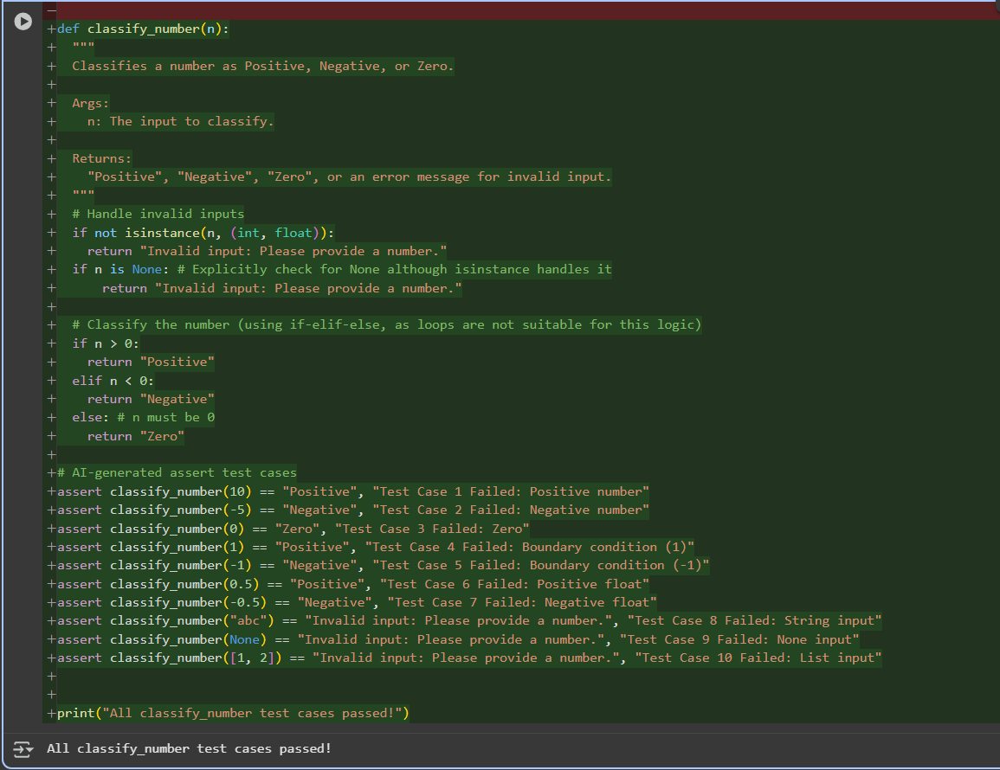 –
+def classify_number(n):
+  """
+  Classifies a number as Positive, Negative, or Zero.
+
+  Args:
+    n: The input to classify.
+
+  Returns:
+    "Positive", "Negative", "Zero", or an error message for invalid input.
+  """
+  # Handle invalid inputs
+  if not isinstance(n, (int, float)):
+    return "Invalid input: Please provide a number."
+  if n is None: # Explicitly check for None although isinstance handles it
+      return "Invalid input: Please provide a number."
+
+  # Classify the number (using if-elif-else, as loops are not suitable for this logic)
+  if n > 0:
+    return "Positive"
+  elif n < 0:
+    return "Negative"
+  else: # n must be 0
+    return "Zero"
+
+# AI-generated assert test cases
+assert classify_number(10) == "Positive", "Test Case 1 Failed: Positive number"
+assert classify_number(-5) == "Negative", "Test Case 2 Failed: Negative number"
+assert classify_number(0) == "Zero", "Test Case 3 Failed: Zero"
+assert classify_number(1) == "Positive", "Test Case 4 Failed: Boundary condition (1)"
+assert classify_number(-1) == "Negative", "Test Case 5 Failed: Boundary condition (-1)"
+assert classify_number(0.5) == "Positive", "Test Case 6 Failed: Positive float"
+assert classify_number(-0.5) == "Negative", "Test Case 7 Failed: Negative float"
+assert classify_number("abc") == "Invalid input: Please provide a number.", "Test Case 8 Failed: String input"
+assert classify_number(None) == "Invalid input: Please provide a number.", "Test Case 9 Failed: None input"
+assert classify_number([1, 2]) == "Invalid input: Please provide a number.", "Test Case 10 Failed: List input"
+
+
+print("All classify_number test cases passed!")
All classify_number test cases passed!